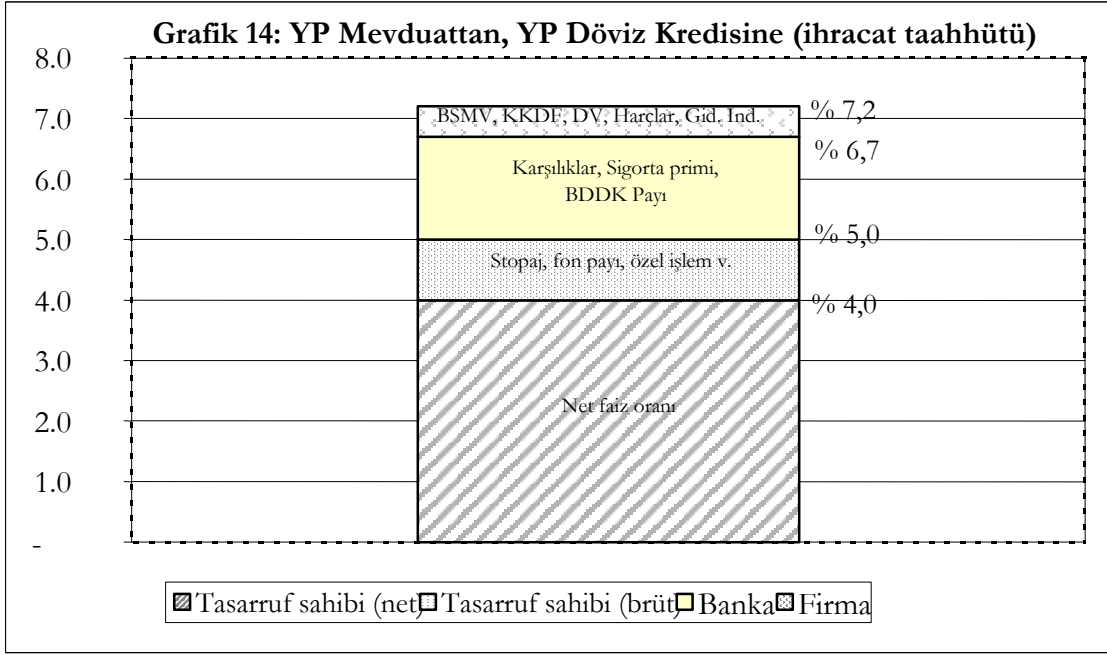 Grafik 14: YP Mevduattan, YP Döviz Kredisine (ihracat taahhütü)
8.0
7.0
6.0
5.0
4.0
3.0
2.0
1.0
-
BSMV, KKDF, DV, Harçlar, Gid. Ind.
Karşılıklar, Sigorta primi,
BDDK Payı
Stopaj, fon payı, özel işlem v.
Net faiz oranı
% 7,2
% 6,7
% 5,0
% 4,0
Tasarruf sahibi (net) Tasarruf sahibi (brüt) Banka Firma